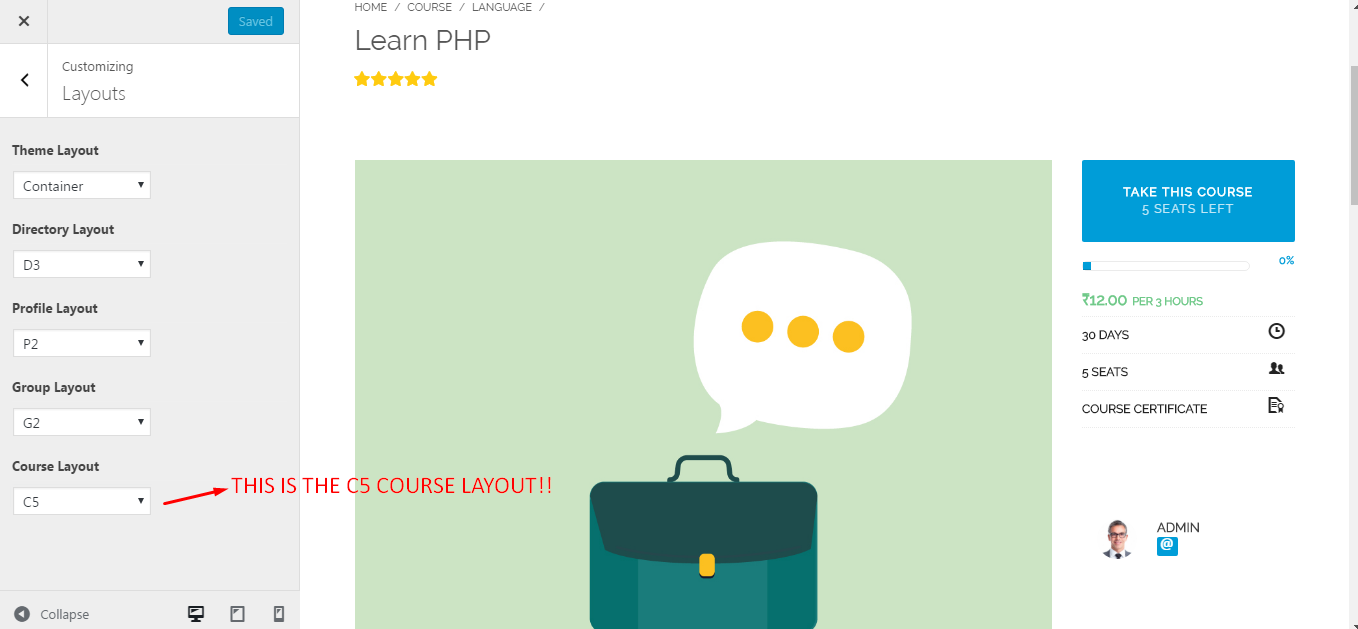 Saved
Customizing
Layouts
Theme Layout
Container
Directory Layout
D3
Profile Layout
P2
Group Layout
G2
Course Layout
C5
THIS IS THE C5 COURSE LAYOUT!!
Collapse
HOME / COURSE / LANGUAGE /
Learn PHP
TAKE THIS COURSE
5 SEATS LEFT
0%
₹12.00 PER 3 HOURS
30 DAYS
5 SEATS
COURSE CERTIFICATE
ADMIN
@